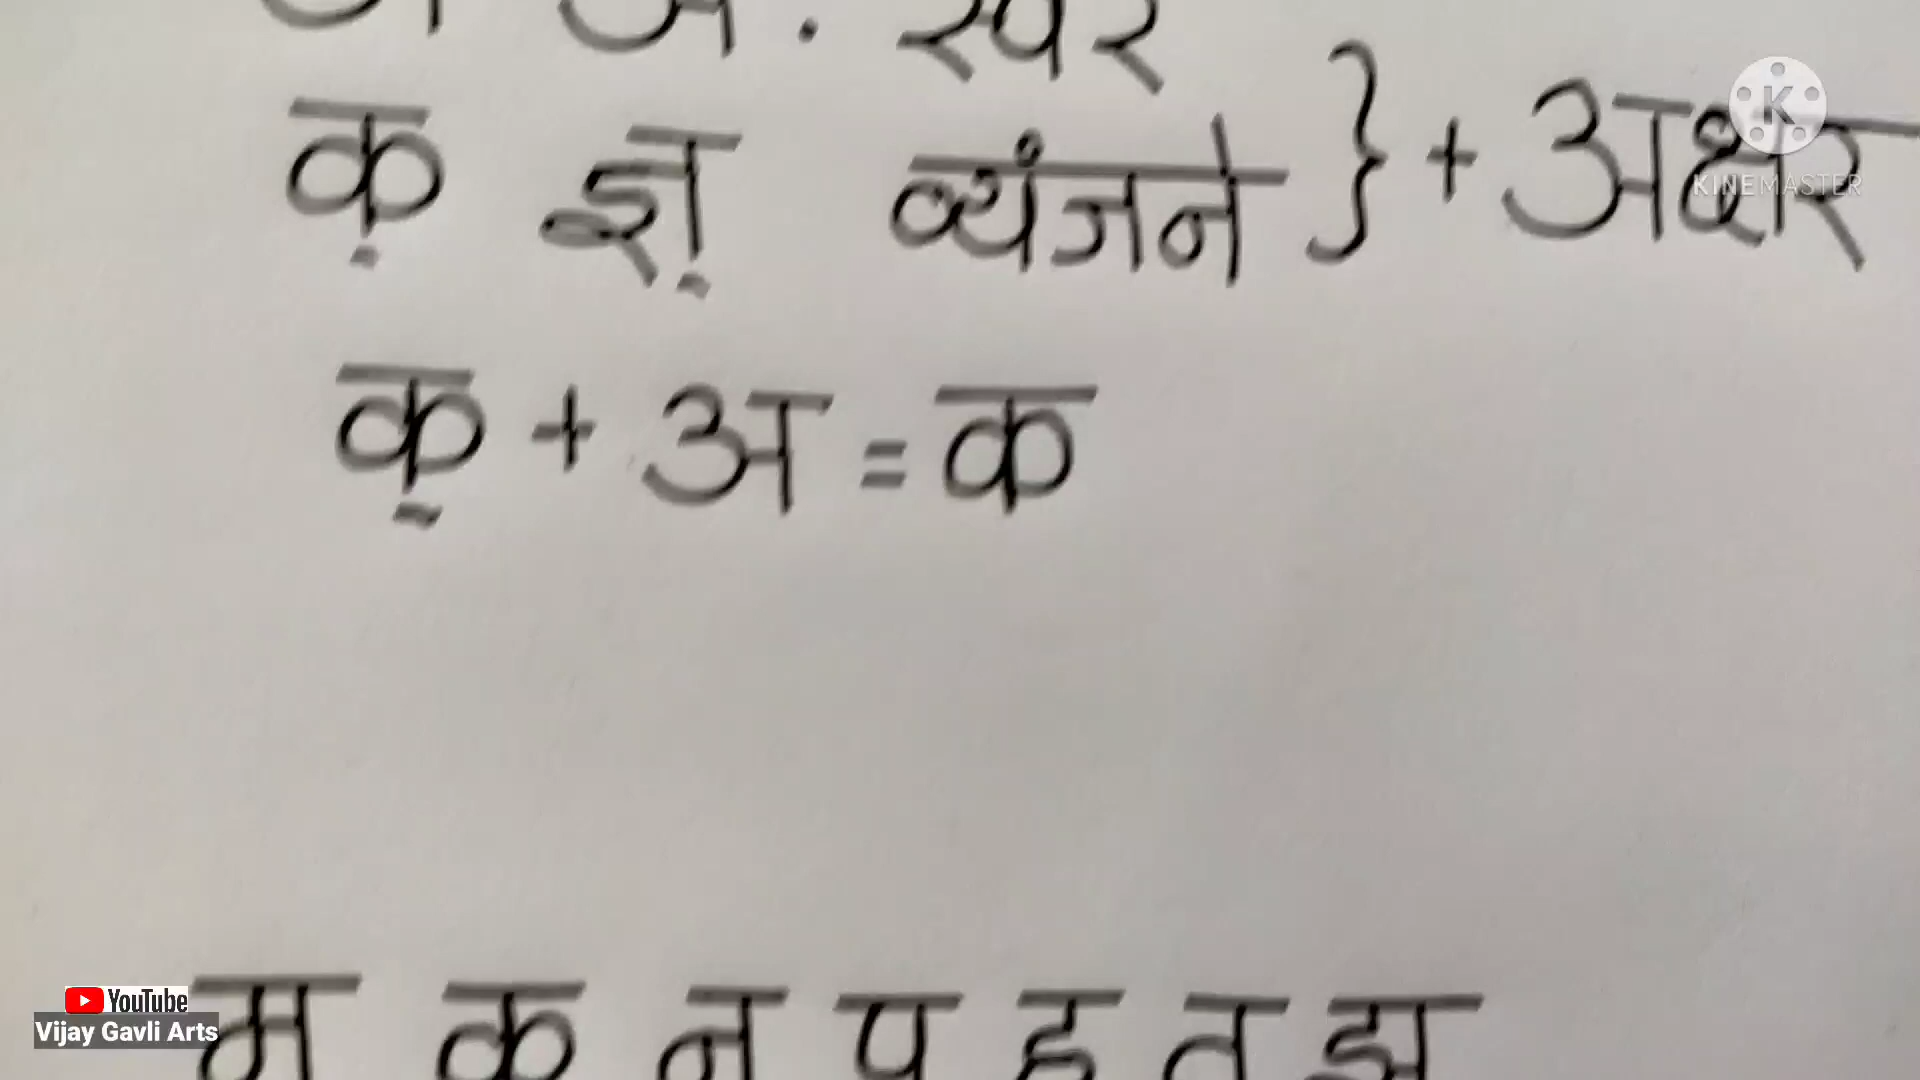 अ अः स्वर
क् ज्ञ् व्यंजने } + अक्षर
KINEMASTER
क् + अ = क
म क न प ह त झ
YouTube
Vijay Gavli Arts